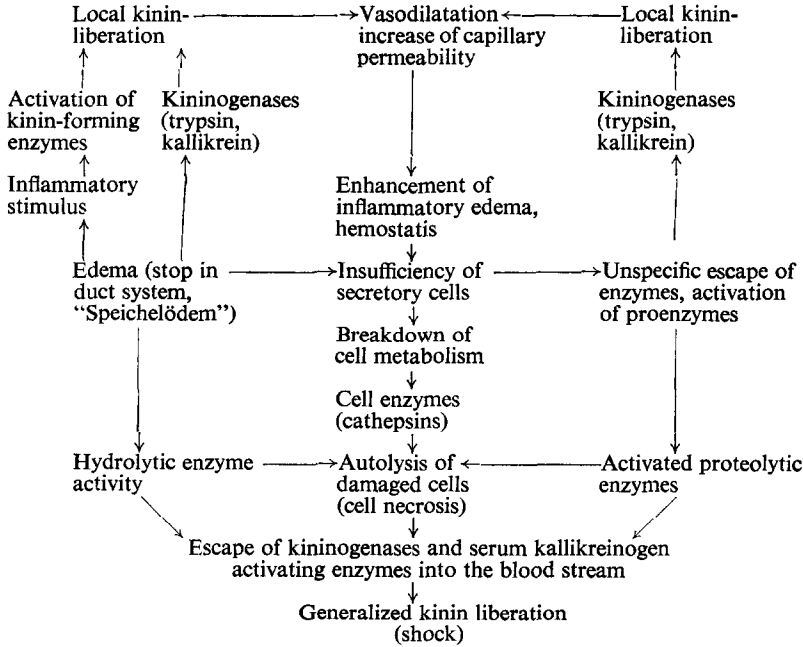 Local kinin-
liberation
Vasodilatation
increase of capillary
permeability
Local kinin-
liberation
Activation of
kinin-forming
enzymes
Kininogenases
(trypsin,
kallikrein)
Kininogenases
(trypsin,
kallikrein)
Inflammatory
stimulus
Enhancement of
inflammatory edema,
hemostatis
Edema (stop in
duct system,
“Speichelödem”)
Insufficiency of
secretory cells
Unspecific escape of
enzymes, activation
of proenzymes
Breakdown of
cell metabolism
Cell enzymes
(cathepsins)
Hydrolytic enzyme
activity
Autolysis of
damaged cells
(cell necrosis)
Activated proteolytic
enzymes
Escape of kininogenases and serum kallikreinogen
activating enzymes into the blood stream
Generalized kinin liberation
(shock)